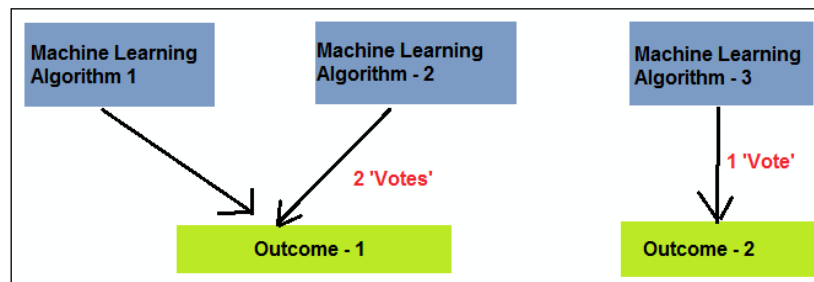 Machine Learning
Algorithm 1
Machine Learning
Algorithm - 2
Machine Learning
Algorithm - 3
2 'Votes'
1 'Vote'
Outcome - 1
Outcome - 2